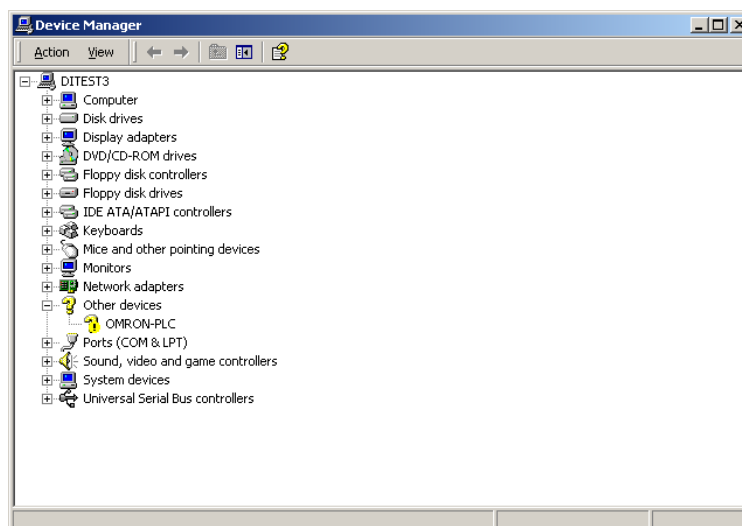 Device Manager
Action View
DITEST3
Computer
Disk drives
Display adapters
DVD/CD-ROM drives
Floppy disk controllers
Floppy disk drives
IDE ATA/ATAPI controllers
Keyboards
Mice and other pointing devices
Monitors
Network adapters
Other devices
OMRON-PLC
Ports (COM & LPT)
Sound, video and game controllers
System devices
Universal Serial Bus controllers